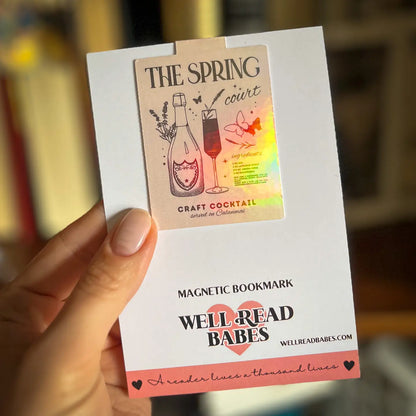 THE SPRING
court
ingredients
CRAFT COCKTAIL
served on Calanmai
MAGNETIC BOOKMARK
WELL READ
BABES
WELLREADBABES.COM
A reader lives a thousand lives